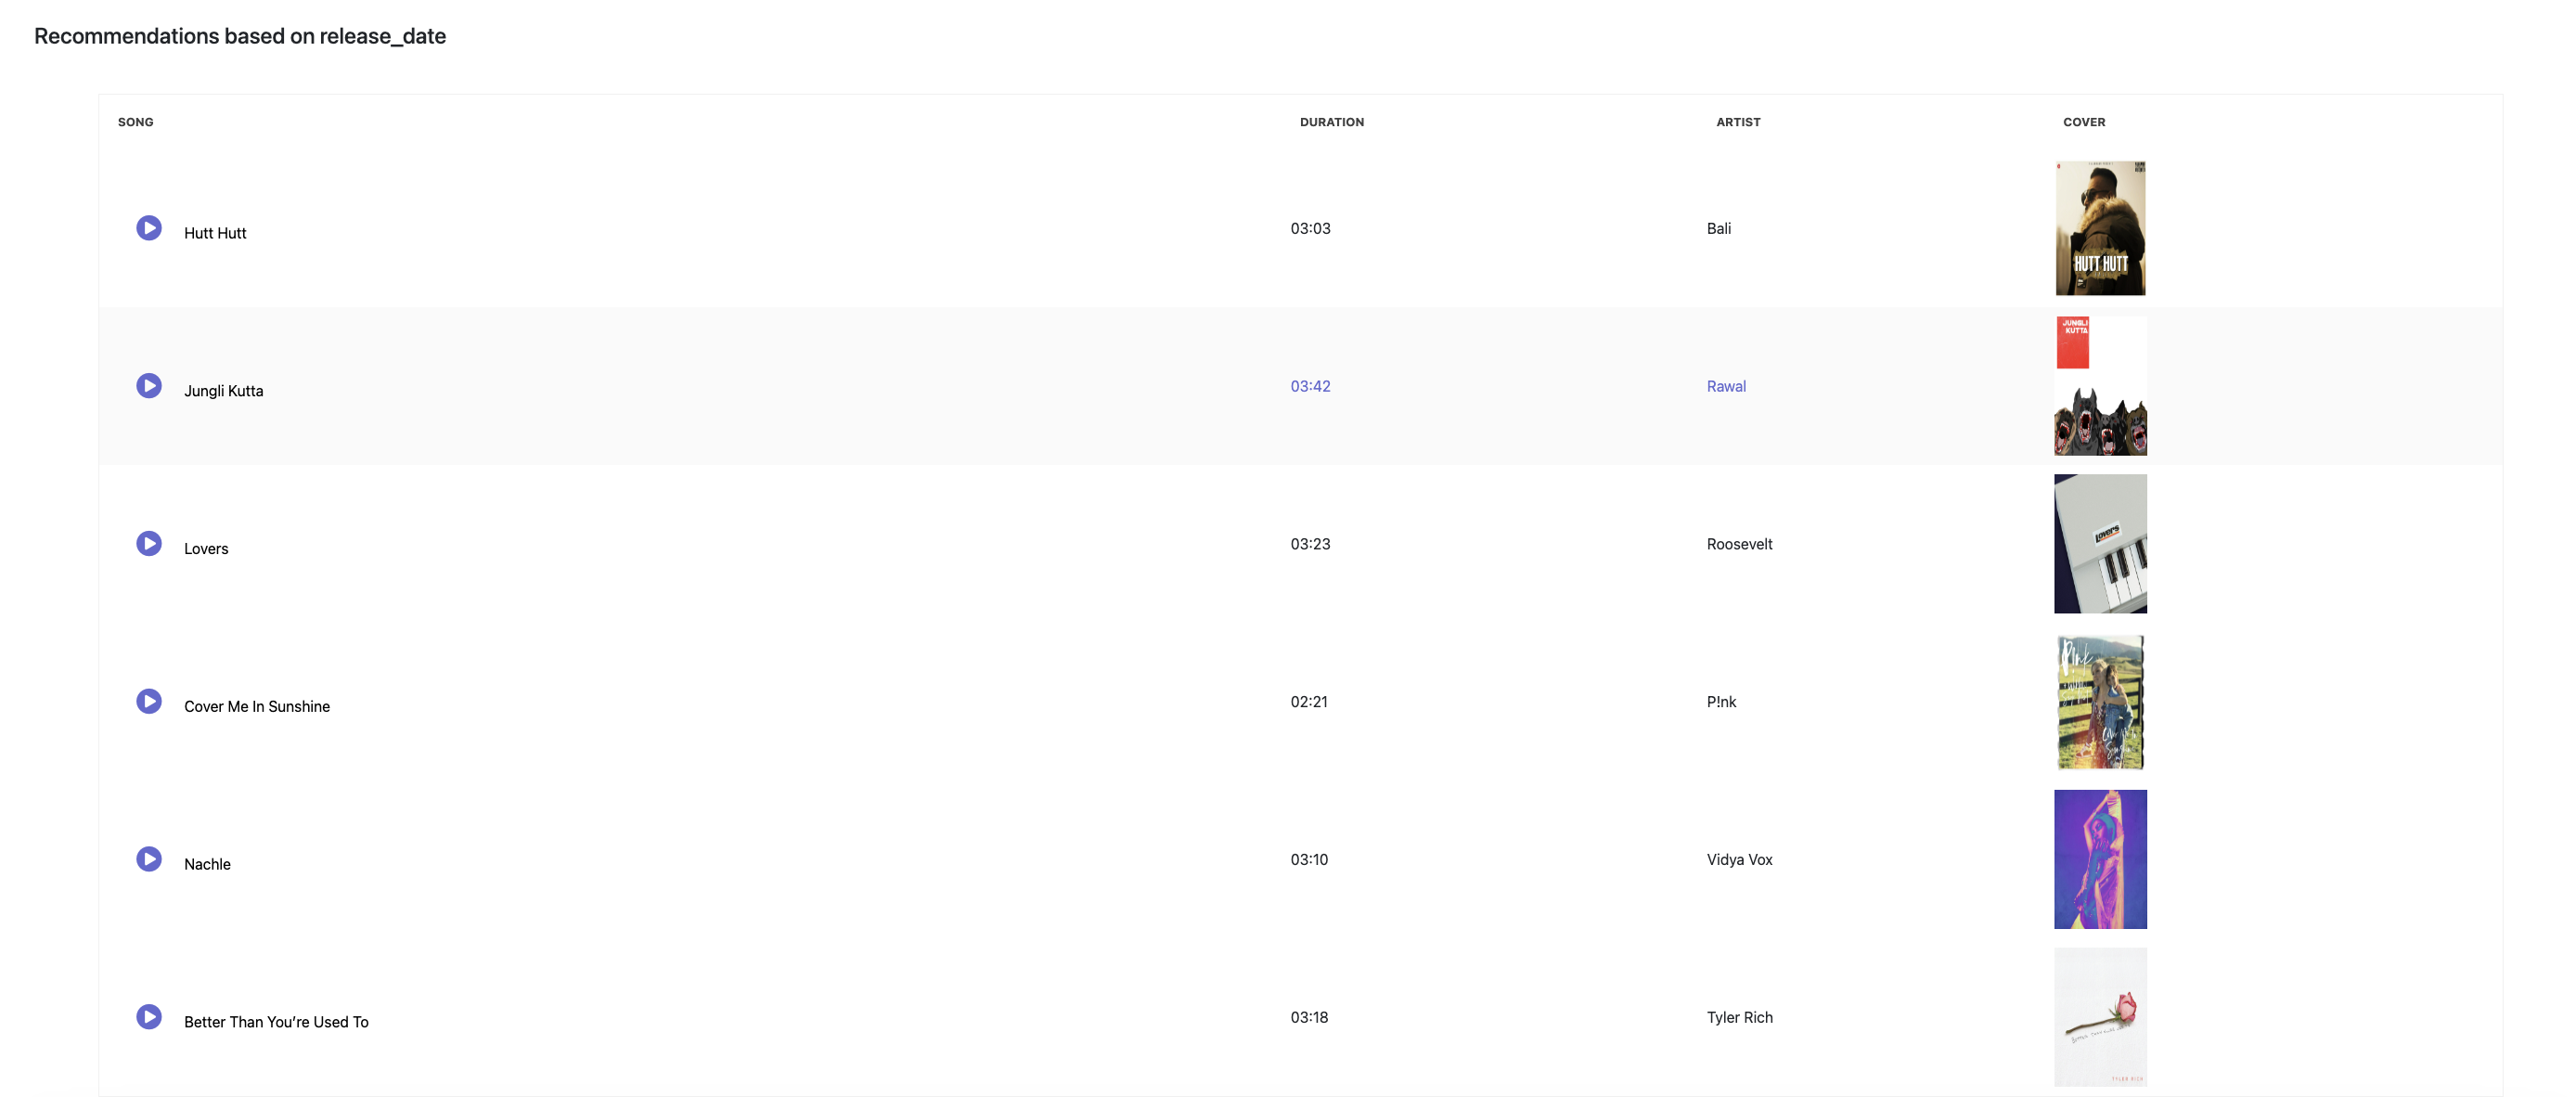 Recommendations based on release_date
SONG DURATION ARTIST COVER
Hutt Hutt 03:03 Bali
HUTT HUTT
Jungli Kutta 03:42 Rawal
JUNGLI
KUTTA
Lovers 03:23 Roosevelt
Lovers
Cover Me In Sunshine 02:21 P!nk
P!nk
Nachle 03:10 Vidya Vox
Better Than You're Used To 03:18 Tyler Rich
TYLER RICH